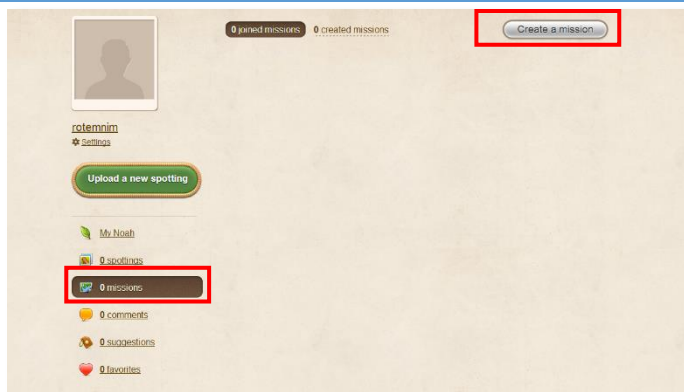 0 joined missions 0 created missions Create a mission
rotemnim
Settings
Upload a new spotting
My Noah
0 spottings
0 missions
0 comments
0 suggestions
0 favorites